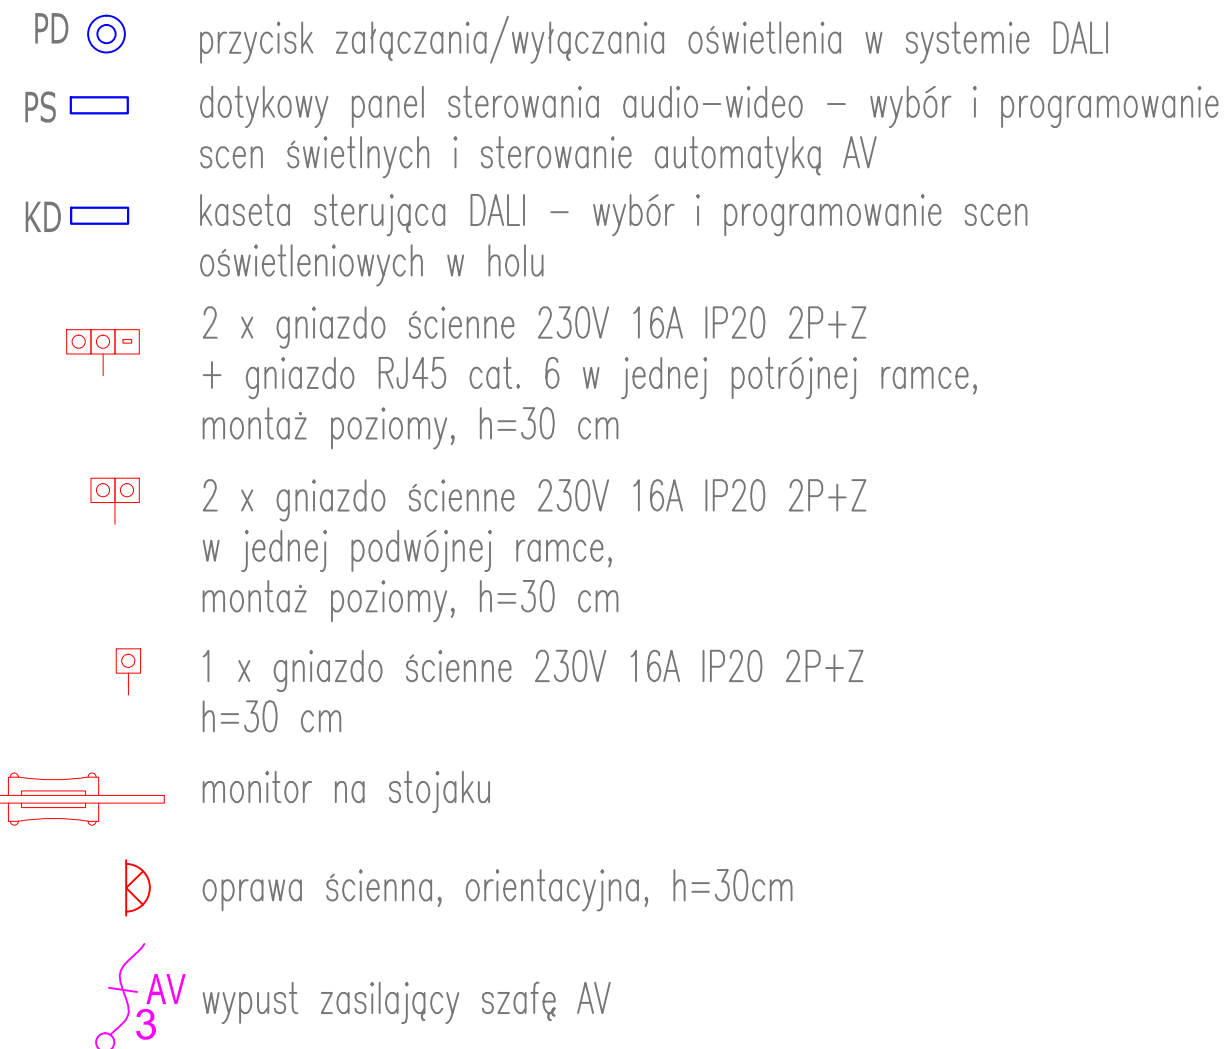 PD przycisk załączania/wyłączania oświetlenia w systemie DALI
PS dotykowy panel sterowania audio-wideo – wybór i programowanie
scen świetlnych i sterowanie automatyką AV
KD kaseta sterująca DALI – wybór i programowanie scen
oświetleniowych w holu
2 x gniazdo ścienne 230V 16A IP20 2P+Z
+ gniazdo RJ45 cat. 6 w jednej potrójnej ramce,
montaż poziomy, h=30 cm
2 x gniazdo ścienne 230V 16A IP20 2P+Z
w jednej podwójnej ramce,
montaż poziomy, h=30 cm
1 x gniazdo ścienne 230V 16A IP20 2P+Z
h=30 cm
monitor na stojaku
oprawa ścienna, orientacyjna, h=30cm
AV wypust zasilający szafę AV
3